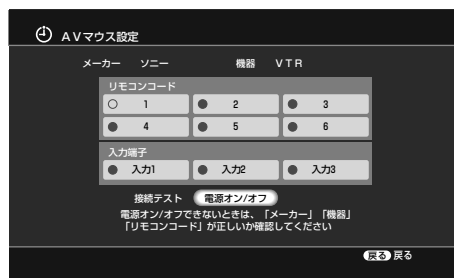 AVマウス設定
メーカー ソニー 機器 VTR
リモコンコード
1 2 3
4 5 6
入力端子
入力1 入力2 入力3
接続テスト 電源オン/オフ
電源オン/オフできないときは、「メーカー」「機器」
「リモコンコード」が正しいか確認してください
戻る 戻る